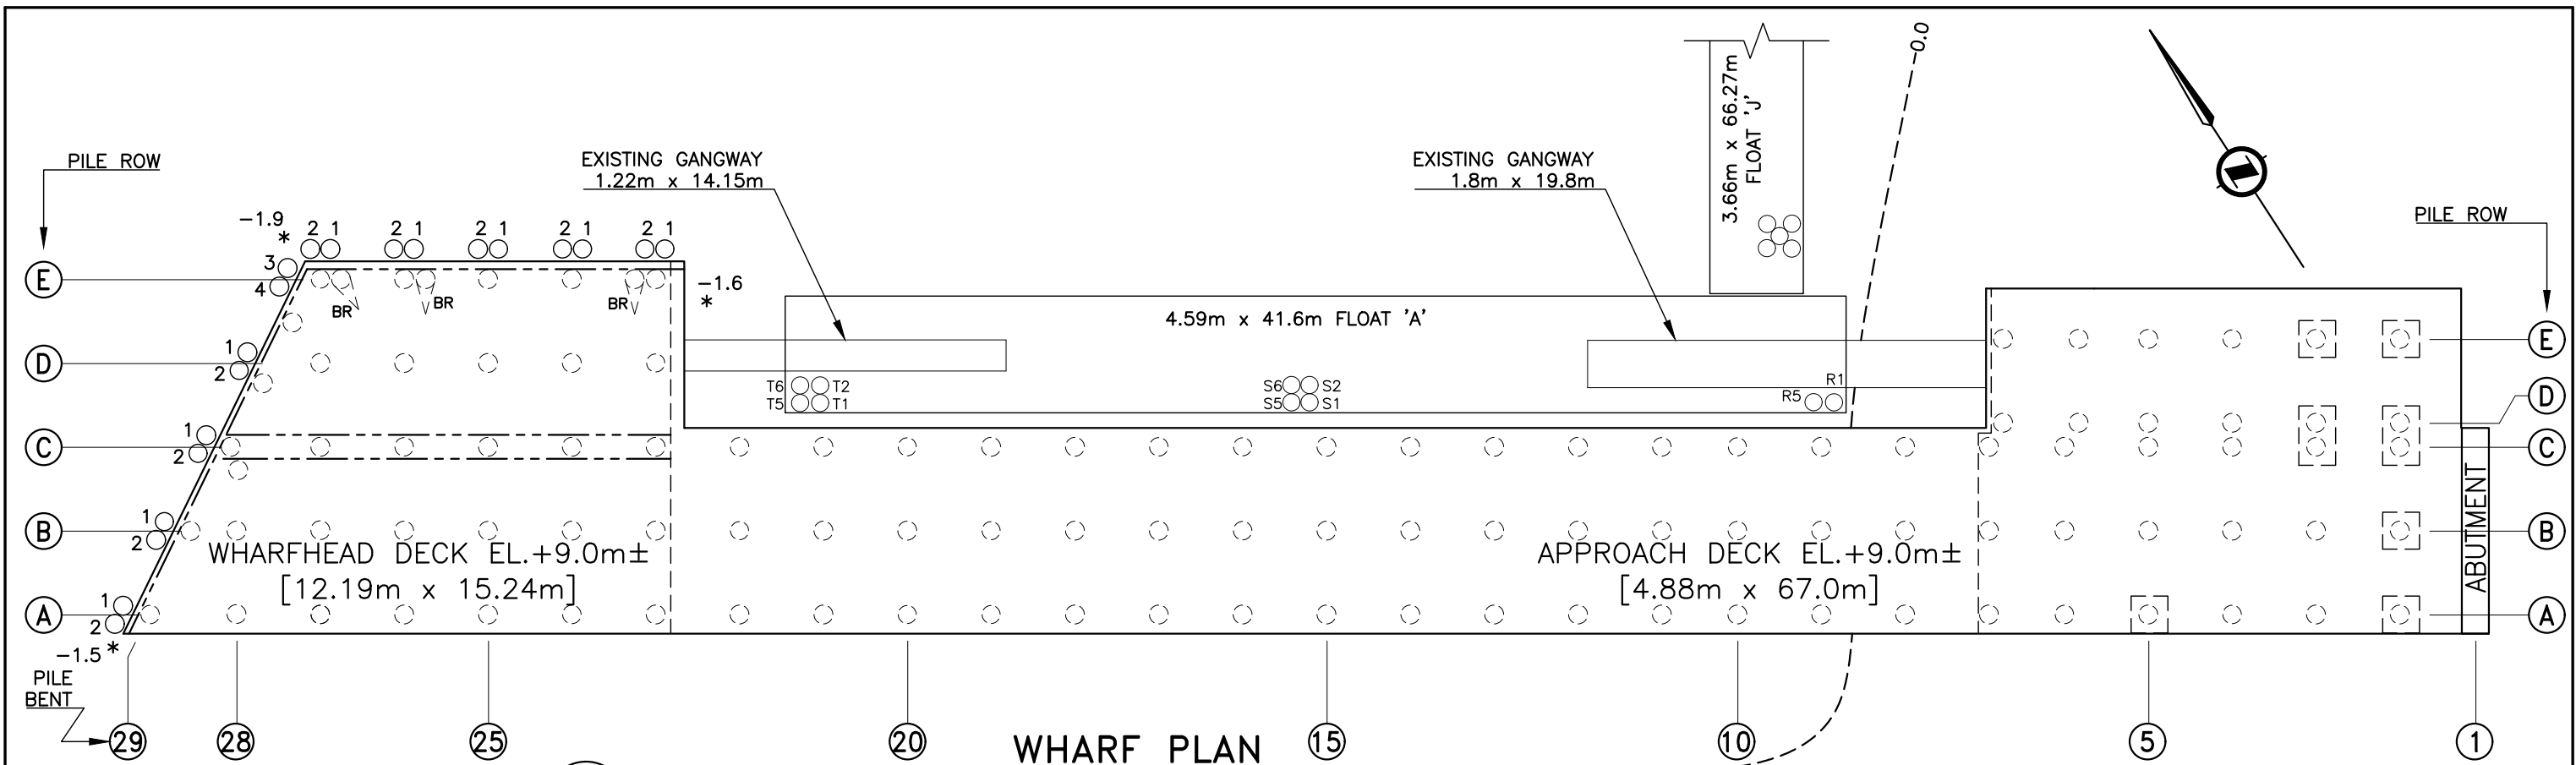 0.0
3.66m x 66.27m
FLOAT 'J'
PILE ROW
EXISTING GANGWAY
1.22m x 14.15m
EXISTING GANGWAY
1.8m x 19.8m
PILE ROW
-1.9
*
2 1
2 1
2 1
2 1
2 1
3
4
E
BR
BR
BR
-1.6
*
4.59m x 41.6m FLOAT 'A'
E
1
2
D
T6
T2
T5
T1
S6
S2
S5
S1
R1
R5
D
1
2
C
C
1
2
B
WHARFHEAD DECK EL.+9.0m±
[12.19m x 15.24m]
APPROACH DECK EL.+9.0m±
[4.88m x 67.0m]
ABUTMENT
B
1
2
A
A
-1.5
*
PILE
BENT
29
28
25
20
WHARF PLAN
15
10
5
1